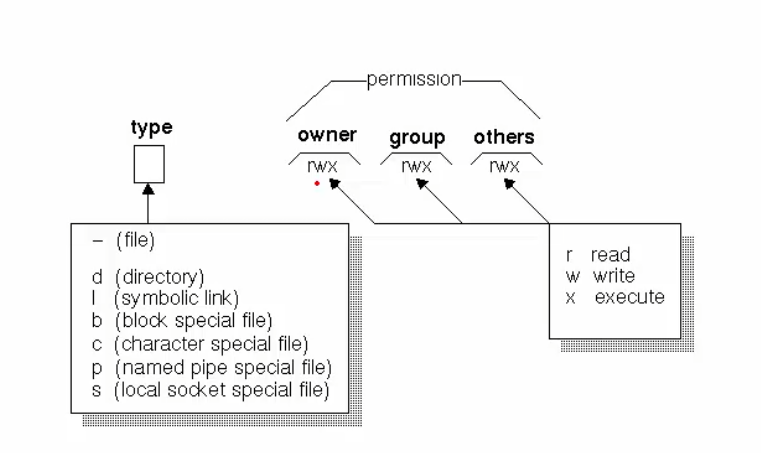 permission
type
owner group others
rwx rwx rwx
– (file)
d (directory)
l (symbolic link)
b (block special file)
c (character special file)
p (named pipe special file)
s (local socket special file)
r read
w write
x execute